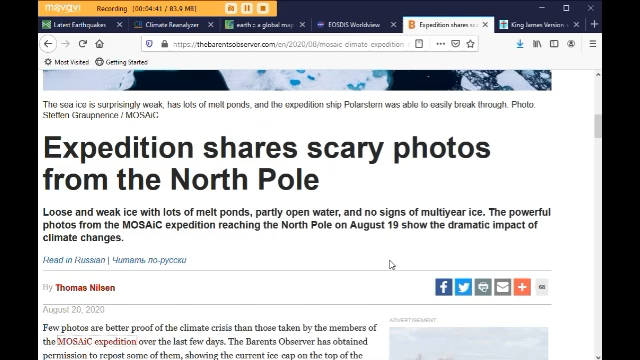 movavi
Recording (00:04:41 / 83.9 MB)
Latest Earthquakes
Climate Reanalyzer
earth :: a global ma
EOSDIS Worldview
Expedition shares sc
King James Version -
https://thebarentsobserver.com/en/2020/08/mosaic-climate-expedition
Most Visited
Getting Started
The sea ice is surprisingly weak, has lots of melt ponds, and the expedition ship Polarstern was able to easily break through. Photo.
Steffen Graupnerice / MOSAiC
Expedition shares scary photos
from the North Pole
Loose and weak ice with lots of melt ponds, partly open water, and no signs of multiyear ice. The powerful
photos from the MOSAiC expedition reaching the North Pole on August 19 show the dramatic impact of
climate changes.
Read in Russian | Читать по-русски
By Thomas Nilsen
68
August 20, 2020
ADVERTISEMENT
Few photos are better proof of the climate crisis than those taken by the members of
the MOSAiC expedition over the last few days. The Barents Observer has obtained
permission to repost some of them, showing the current ice cap on the top of the